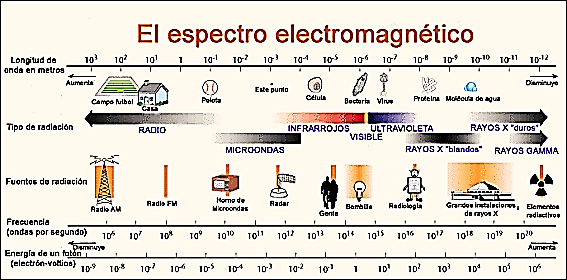 El espectro electromagnético
Longitud de onda en metros
10³ 10² 10¹ 1 10⁻¹ 10⁻² 10⁻³ 10⁻⁴ 10⁻⁵ 10⁻⁶ 10⁻⁷ 10⁻⁸ 10⁻⁹ 10⁻¹⁰ 10⁻¹¹ 10⁻¹²
Aumenta Disminuye
Campo futbol Casa Pelota Este punto Célula Bacteria Virus Proteina Molécula de agua
Tipo de radiación
RADIO INFRARROJOS ULTRAVIOLETA RAYOS X "duros"
VISIBLE
MICROONDAS RAYOS X "blandos" RAYOS GAMMA
Fuentes de radiación
Radio AM Radio FM Horno de Microondas Radar Gente Bombilla Radiología Grandes instalaciones de rayos X Elementos radiactivos
Frecuencia (ondas por segundo)
10⁶ 10⁷ 10⁸ 10⁹ 10¹⁰ 10¹¹ 10¹² 10¹³ 10¹⁴ 10¹⁵ 10¹⁶ 10¹⁷ 10¹⁸ 10¹⁹ 10²⁰
Disminuye Aumenta
Energía de un fotón (electrón-voltios)
10⁻⁹ 10⁻⁸ 10⁻⁷ 10⁻⁶ 10⁻⁵ 10⁻⁴ 10⁻³ 10⁻² 10⁻¹ 1 10¹ 10² 10³ 10⁴ 10⁵ 10⁶